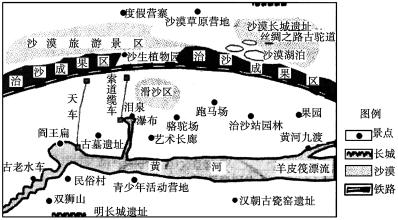 度假营寨
沙漠草原营地
沙漠长城遗址
丝绸之路古驼道
沙漠旅游景区
沙生植物园
沙漠湖泊
治沙成果区
治沙成果区
索道缆车
滑沙区
天车
泪泉
瀑布
跑马场
果园
骆驼场
治沙站园林
阎王扁
古墓遗址
艺术长廊
黄河九渡
古老水车
黄河
羊皮筏漂流
民俗村
青少年活动营地
双狮山
明长城遗址
汉朝古瓷窑遗址
图例
景点
长城
沙漠
铁路